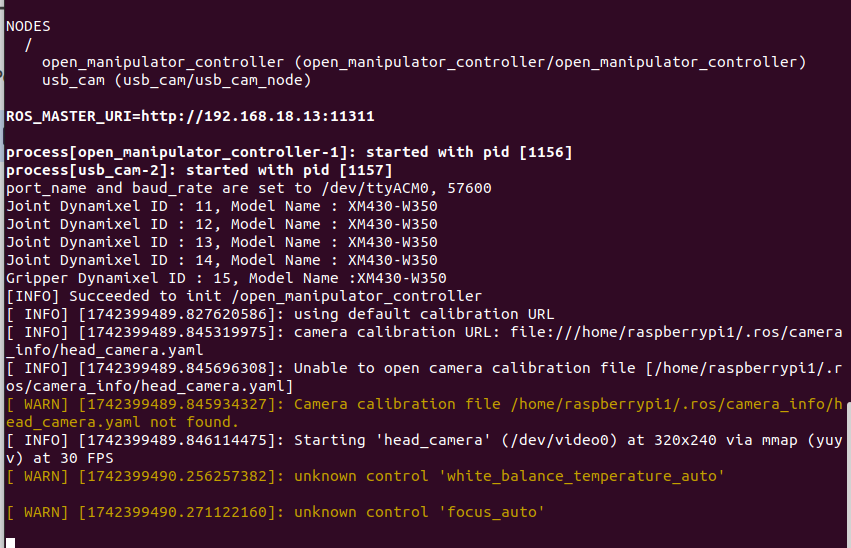 NODES
/
open_manipulator_controller (open_manipulator_controller/open_manipulator_controller)
usb_cam (usb_cam/usb_cam_node)
ROS_MASTER_URI=http://192.168.18.13:11311
process[open_manipulator_controller-1]: started with pid [1156]
process[usb_cam-2]: started with pid [1157]
port_name and baud_rate are set to /dev/ttyACM0, 57600
Joint Dynamixel ID : 11, Model Name : XM430-W350
Joint Dynamixel ID : 12, Model Name : XM430-W350
Joint Dynamixel ID : 13, Model Name : XM430-W350
Joint Dynamixel ID : 14, Model Name : XM430-W350
Gripper Dynamixel ID : 15, Model Name :XM430-W350
[INFO] Succeeded to init /open_manipulator_controller
[ INFO] [1742399489.827620586]: using default calibration URL
[ INFO] [1742399489.845319975]: camera calibration URL: file:///home/raspberrypi1/.ros/camera
_info/head_camera.yaml
[ INFO] [1742399489.845696308]: Unable to open camera calibration file [/home/raspberrypi1/.r
os/camera_info/head_camera.yaml]
[ WARN] [1742399489.845934327]: Camera calibration file /home/raspberrypi1/.ros/camera_info/h
ead_camera.yaml not found.
[ INFO] [1742399489.846114475]: Starting 'head_camera' (/dev/video0) at 320x240 via mmap (yuy
v) at 30 FPS
[ WARN] [1742399490.256257382]: unknown control 'white_balance_temperature_auto'
[ WARN] [1742399490.271122160]: unknown control 'focus_auto'